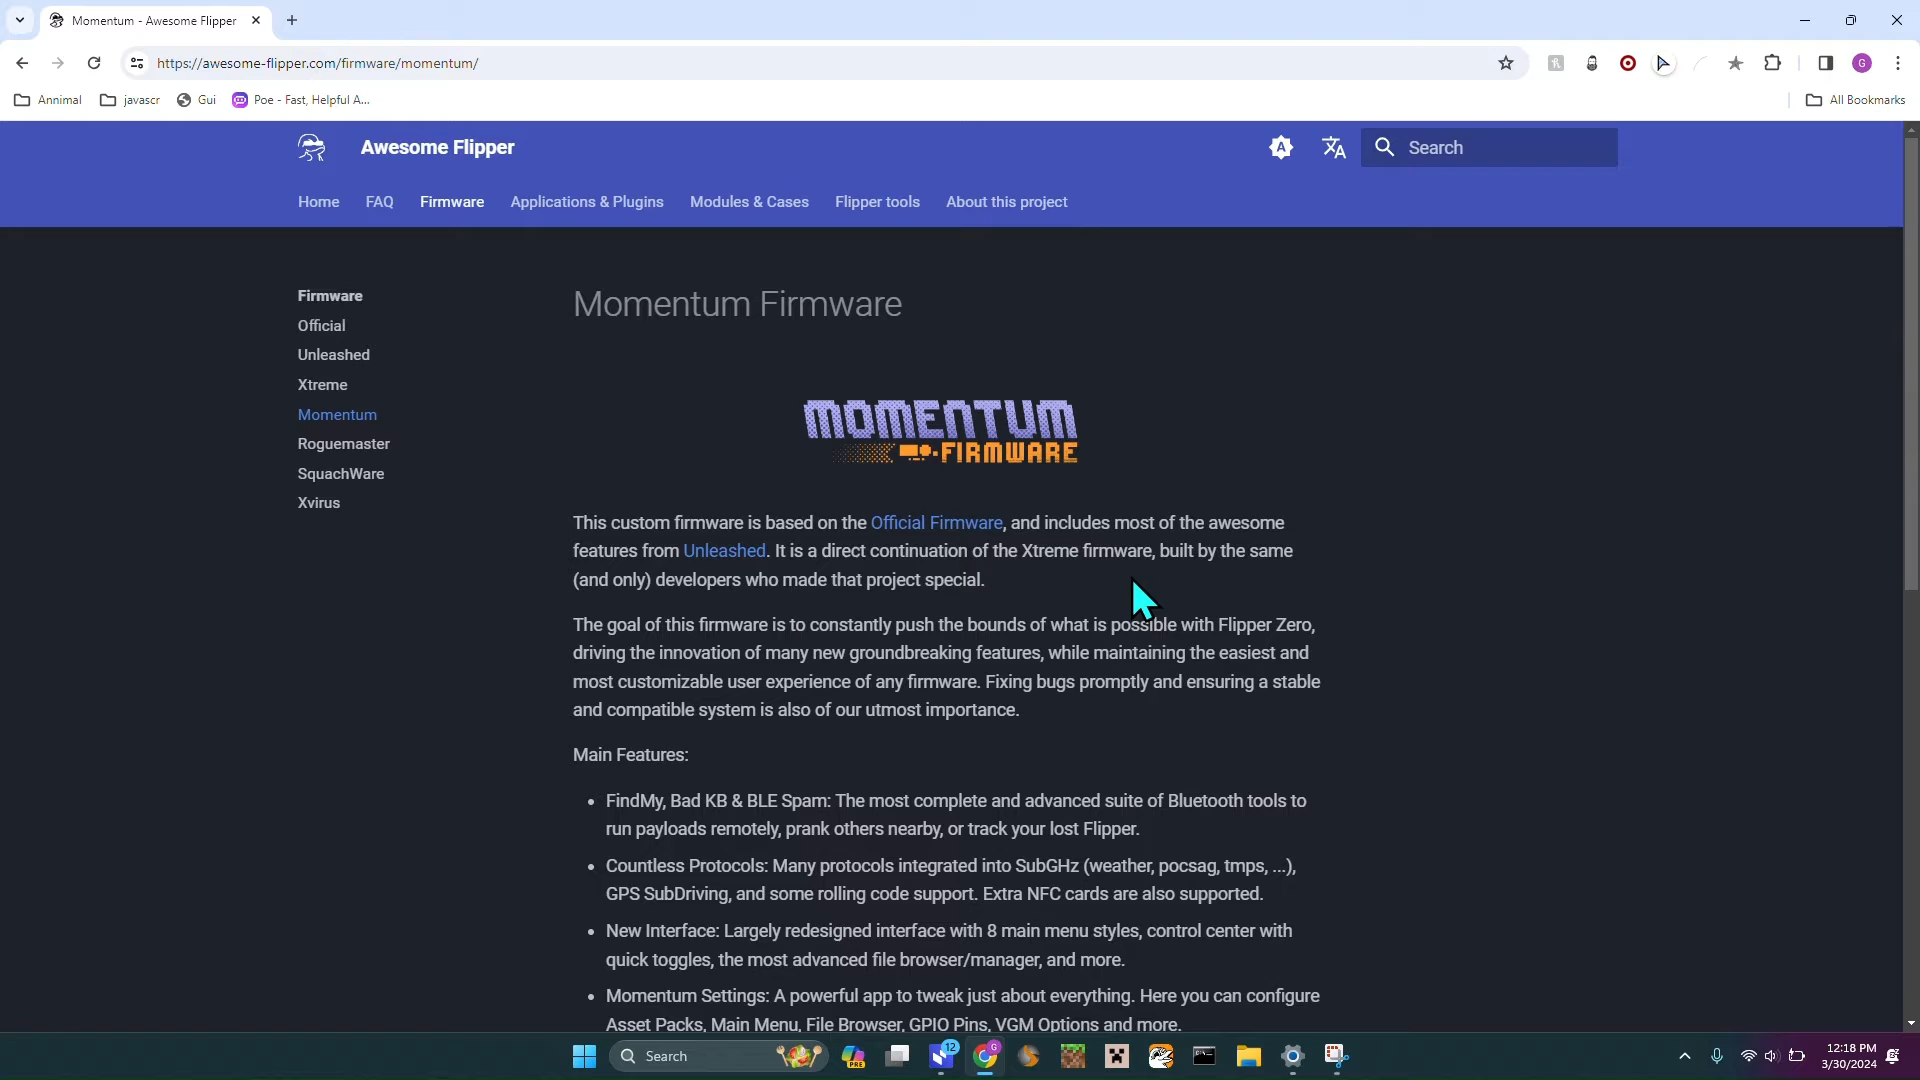 Momentum - Awesome Flipper
https://awesome-flipper.com/firmware/momentum/
G
Annimal
javascr
Gui
Poe - Fast, Helpful A...
All Bookmarks
Awesome Flipper
A
Search
Home
FAQ
Firmware
Applications & Plugins
Modules & Cases
Flipper tools
About this project
Firmware
Official
Unleashed
Xtreme
Momentum
Roguemaster
SquachWare
Xvirus
Momentum Firmware
MOMENTUM
FIRMWARE
This custom firmware is based on the Official Firmware, and includes most of the awesome
features from Unleashed. It is a direct continuation of the Xtreme firmware, built by the same
(and only) developers who made that project special.
The goal of this firmware is to constantly push the bounds of what is possible with Flipper Zero,
driving the innovation of many new groundbreaking features, while maintaining the easiest and
most customizable user experience of any firmware. Fixing bugs promptly and ensuring a stable
and compatible system is also of our utmost importance.
Main Features:
• FindMy, Bad KB & BLE Spam: The most complete and advanced suite of Bluetooth tools to
run payloads remotely, prank others nearby, or track your lost Flipper.
• Countless Protocols: Many protocols integrated into SubGHz (weather, pocsag, tmps, ...),
GPS SubDriving, and some rolling code support. Extra NFC cards are also supported.
• New Interface: Largely redesigned interface with 8 main menu styles, control center with
quick toggles, the most advanced file browser/manager, and more.
• Momentum Settings: A powerful app to tweak just about everything. Here you can configure
Asset Packs, Main Menu, File Browser, GPIO Pins, VGM Options and more.
Search
PRE
12
G
12:18 PM
3/30/2024